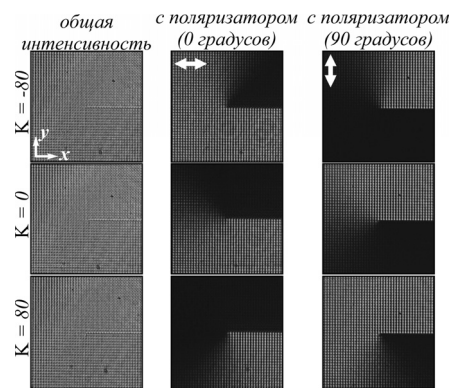 общая интенсивность
с поляризатором (0 градусов)
с поляризатором (90 градусов)
K = -80
y
x
K = 0
K = 80